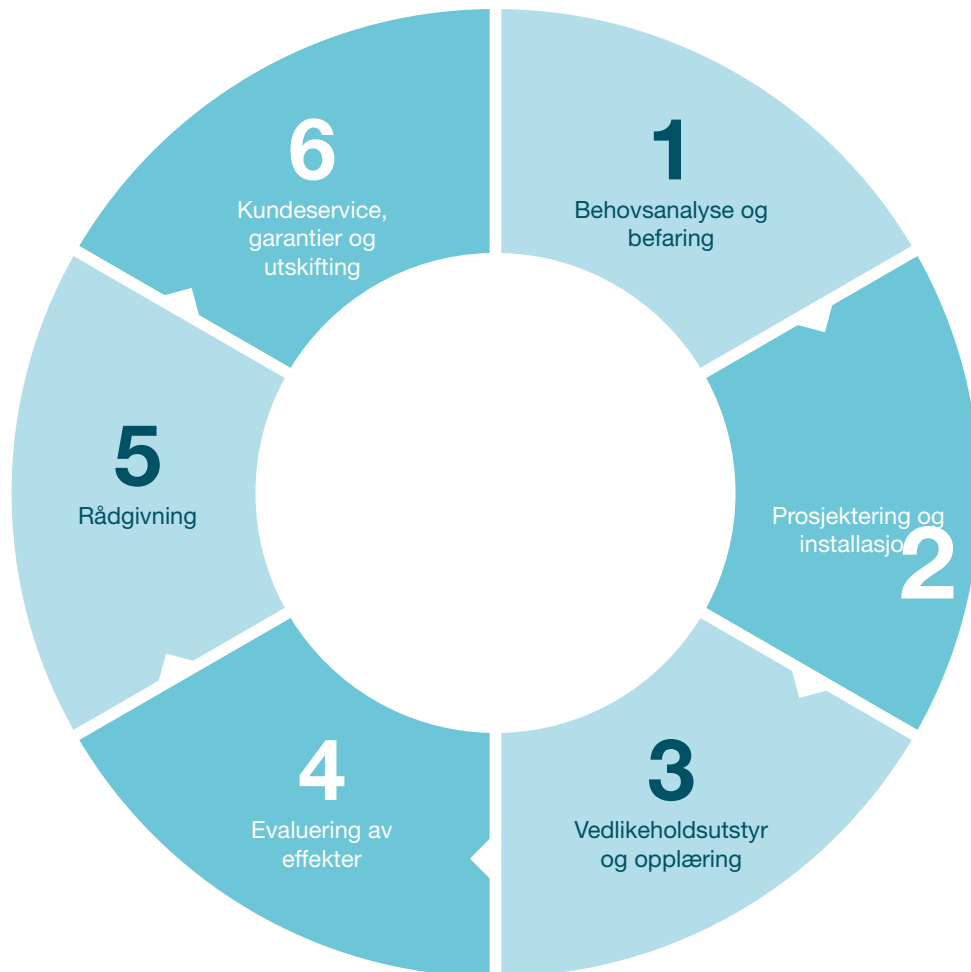 1
Behovsanalyse og
befaring
2
Prosjektering og
installasjo
3
Vedlikeholdsutstyr
og opplæring
4
Evaluering av
effekter
5
Rådgivning
6
Kundeservice,
garantier og
utskifting